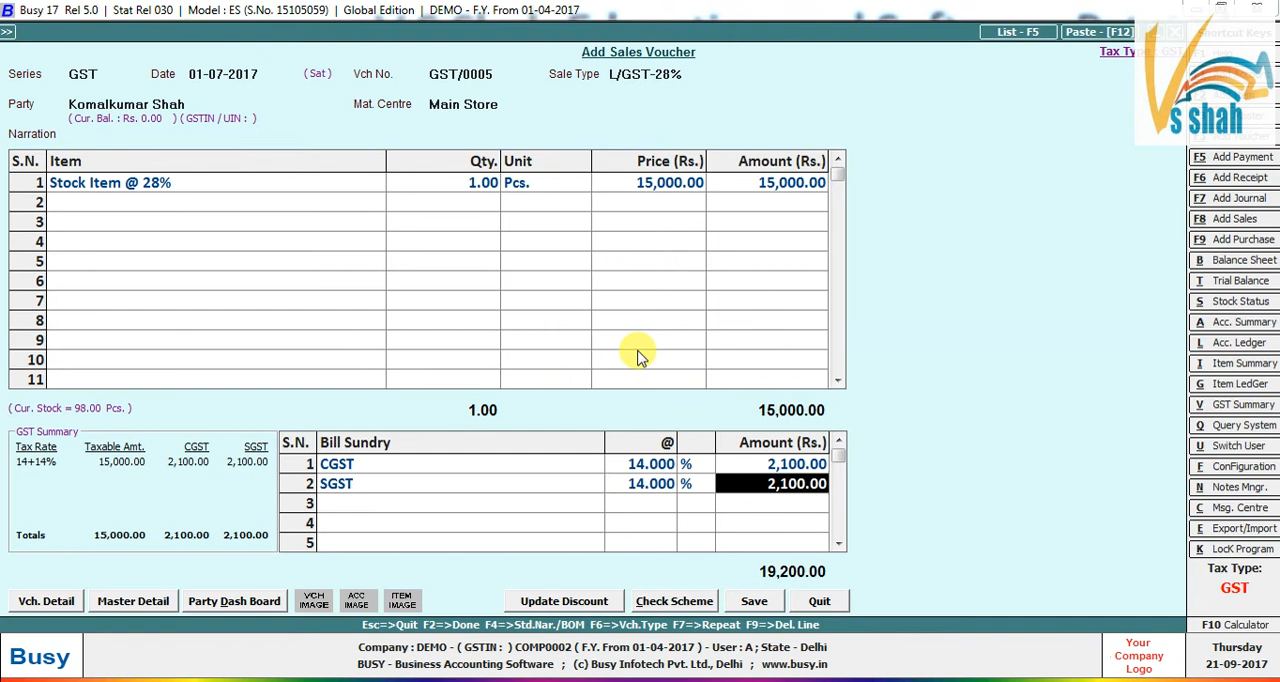 Busy 17 Rel 5.0 | Stat Rel 030 | Model : ES (S.No. 15105059) | Global Edition | DEMO - F.Y. From 01-04-2017
>> List - F5 Paste - [F12]
Add Sales Voucher
Series GST Date 01-07-2017 (Sat) Vch No. GST/0005 Sale Type L/GST-28%
Party Komalkumar Shah Mat. Centre Main Store
(Cur. Bal. : Rs. 0.00 ) (GSTIN / UIN : )
Narration
S.N. Item Qty. Unit Price (Rs.) Amount (Rs.)
1 Stock Item @ 28% 1.00 Pcs. 15,000.00 15,000.00
2
3
4
5
6
7
8
9
10
11
(Cur. Stock = 98.00 Pcs. ) 1.00 15,000.00
GST Summary
Tax Rate Taxable Amt. CGST SGST
14+14% 15,000.00 2,100.00 2,100.00
Totals 15,000.00 2,100.00 2,100.00
S.N. Bill Sundry @ Amount (Rs.)
1 CGST 14.000 % 2,100.00
2 SGST 14.000 % 2,100.00
3
4
5
19,200.00
Vch. Detail Master Detail Party Dash Board VCH IMAGE ACC IMAGE ITEM IMAGE Update Discount Check Scheme Save Quit
Esc=>Quit F2=>Done F4=>Std.Nar./BOM F6=>Vch.Type F7=>Repeat F9=>Del. Line
Busy
Company : DEMO - (GSTIN : ) COMP0002 ( F.Y. From 01-04-2017 ) - User : A ; State - Delhi
BUSY - Business Accounting Software ; (c) Busy Infotech Pvt. Ltd., Delhi ; www.busy.in
Your
Company
Logo
Thursday
21-09-2017
Shortcut Keys
Vs shah
F5 Add Payment
F6 Add Receipt
F7 Add Journal
F8 Add Sales
F9 Add Purchase
B Balance Sheet
T Trial Balance
S Stock Status
A Acc. Summary
L Acc. Ledger
I Item Summary
G Item LedGer
V GST Summary
Q Query System
U Switch User
F ConFiguration
N Notes Mngr.
C Msg. Centre
E Export/Import
K LocK Program
Tax Type:
GST
F10 Calculator